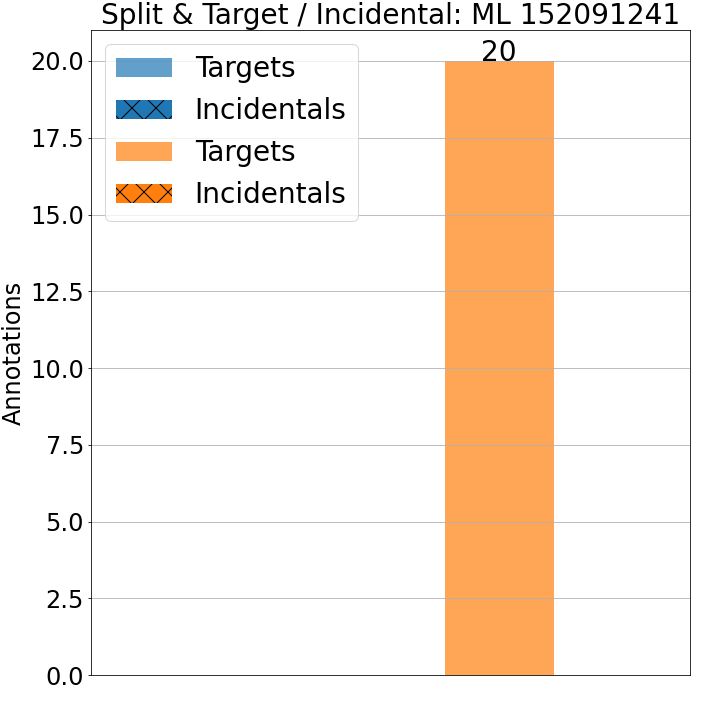 Split & Target / Incidental: ML 152091241
20
Targets
Incidentals
Targets
Incidentals
Annotations
20.0
17.5
15.0
12.5
10.0
7.5
5.0
2.5
0.0